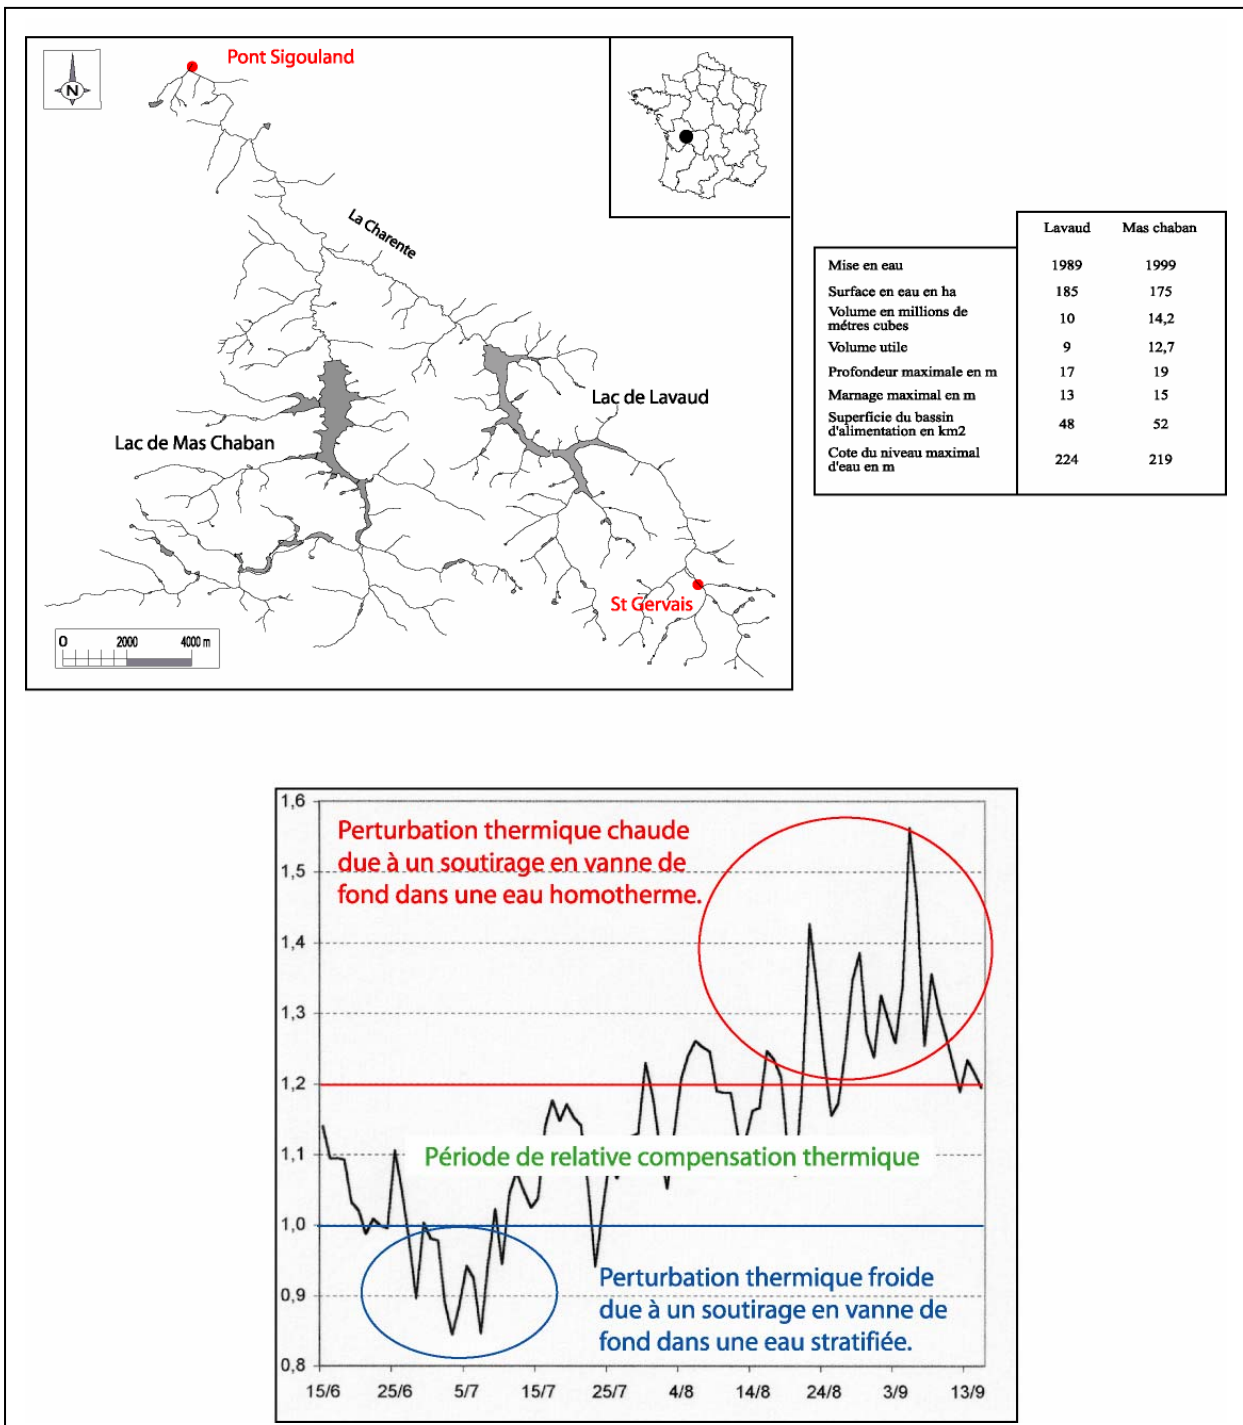 Pont Sigouland
N
La Charente
Lac de Lavaud
Lac de Mas Chaban
St Gervais
0 2000 4000 m
Lavaud Mas chaban
Mise en eau 1989 1999
Surface en eau en ha 185 175
Volume en millions de
métres cubes 10 14,2
Volume utile 9 12,7
Profondeur maximale en m 17 19
Marnage maximal en m 13 15
Superficie du bassin
d'alimentation en km2 48 52
Cote du niveau maximal
d'eau en m 224 219
1,6
Perturbation thermique chaude
due à un soutirage en vanne de
fond dans une eau homotherme.
1,5
1,4
1,3
1,2
1,1
Période de relative compensation thermique
1,0
Perturbation thermique froide
due à un soutirage en vanne de
fond dans une eau stratifiée.
0,9
0,8
15/6 25/6 5/7 15/7 25/7 4/8 14/8 24/8 3/9 13/9